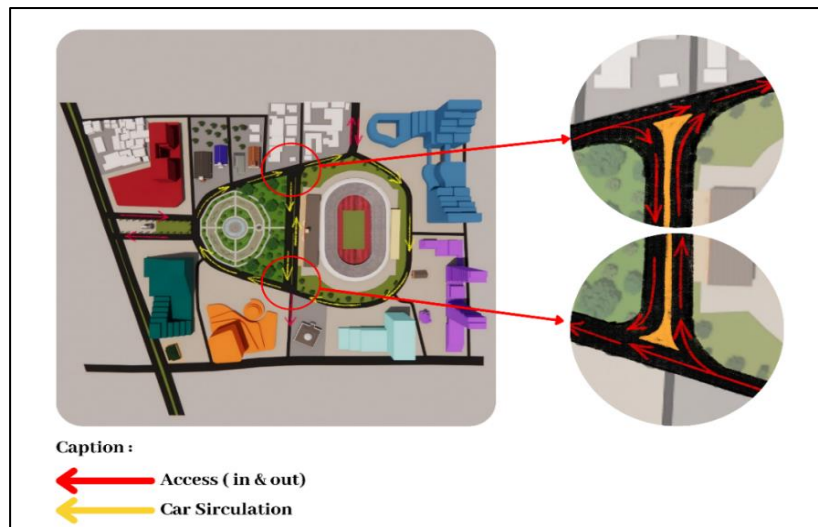 Caption :
Access ( in & out)
Car Sirculation